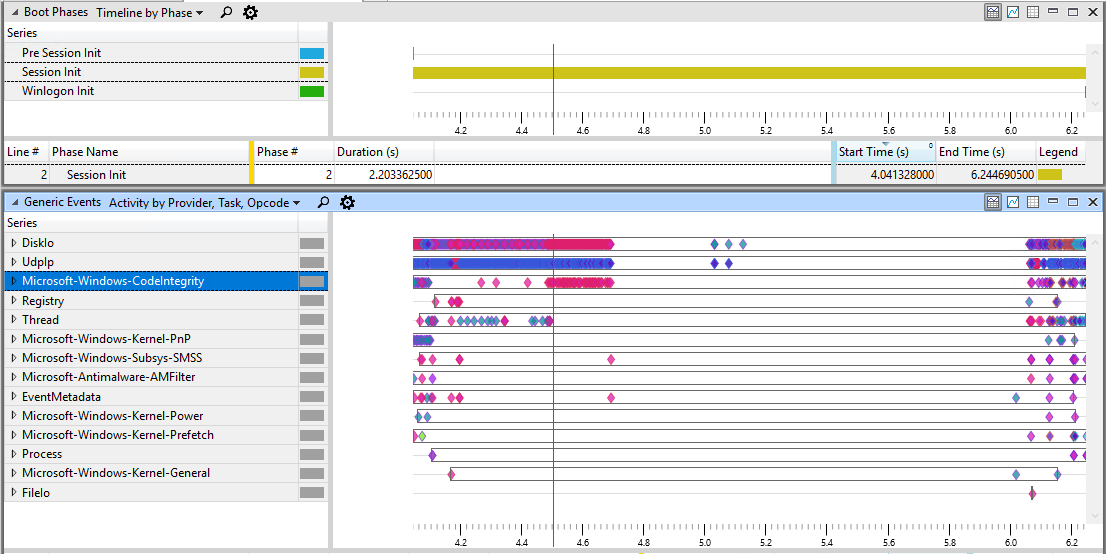 Boot Phases Timeline by Phase
Series
Pre Session Init
Session Init
Winlogon Init
4.2 4.4 4.6 4.8 5.0 5.2 5.4 5.6 5.8 6.0 6.2
Line # Phase Name Phase # Duration (s) Start Time (s) 0 End Time (s) Legend
2 Session Init 2 2.203362500 4.041328000 6.244690500
Generic Events Activity by Provider, Task, Opcode
Series
DiskIo
UdpIp
Microsoft-Windows-CodeIntegrity
Registry
Thread
Microsoft-Windows-Kernel-PnP
Microsoft-Windows-Subsys-SMSS
Microsoft-Antimalware-AMFilter
EventMetadata
Microsoft-Windows-Kernel-Power
Microsoft-Windows-Kernel-Prefetch
Process
Microsoft-Windows-Kernel-General
FileIo
4.2 4.4 4.6 4.8 5.0 5.2 5.4 5.6 5.8 6.0 6.2